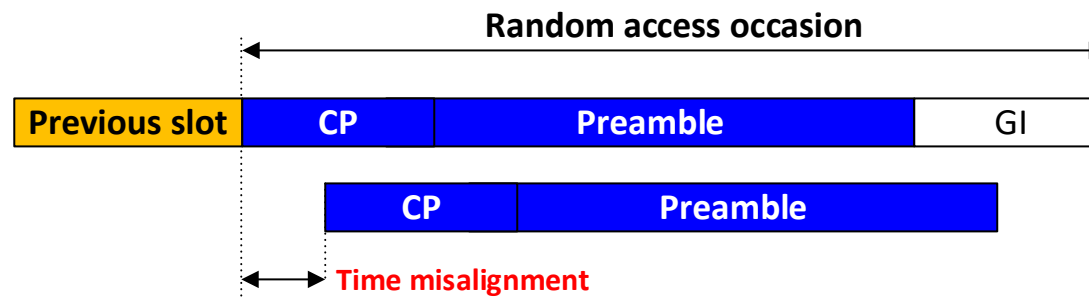 Random access occasion
Previous slot CP Preamble GI
CP Preamble
Time misalignment